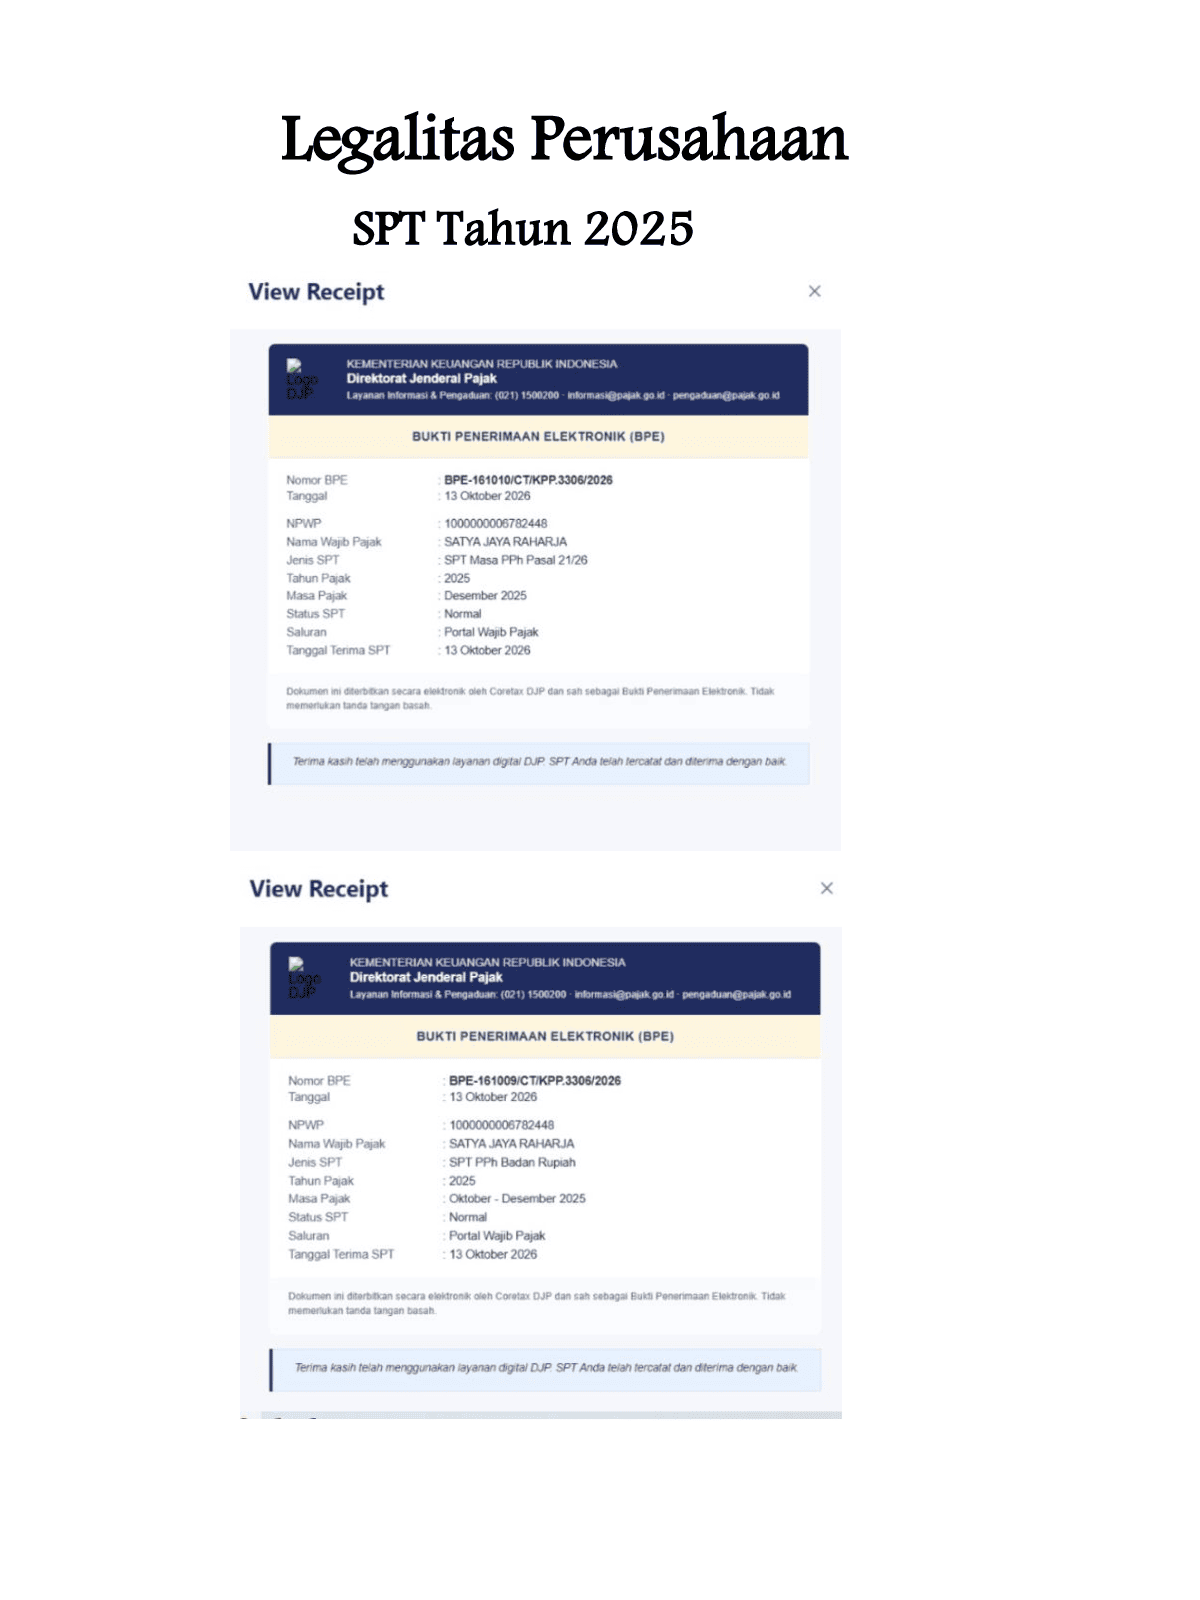 Legalitas Perusahaan
SPT Tahun 2025
View Receipt
Logo
DJP
KEMENTERIAN KEUANGAN REPUBLIK INDONESIA
Direktorat Jenderal Pajak
Layanan Informasi & Pengaduan: (021) 1500200 · informasi@pajak.go.id · pengaduan@pajak.go.id
BUKTI PENERIMAAN ELEKTRONIK (BPE)
Nomor BPE : BPE-161010/CT/KPP.3306/2026
Tanggal : 13 Oktober 2026
NPWP : 1000000006782448
Nama Wajib Pajak : SATYA JAYA RAHARJA
Jenis SPT : SPT Masa PPh Pasal 21/26
Tahun Pajak : 2025
Masa Pajak : Desember 2025
Status SPT : Normal
Saluran : Portal Wajib Pajak
Tanggal Terima SPT : 13 Oktober 2026
Dokumen ini diterbitkan secara elektronik oleh Coretax DJP dan sah sebagai Bukti Penerimaan Elektronik. Tidak
memerlukan tanda tangan basah.
Terima kasih telah menggunakan layanan digital DJP. SPT Anda telah tercatat dan diterima dengan baik.
View Receipt
Logo
DJP
KEMENTERIAN KEUANGAN REPUBLIK INDONESIA
Direktorat Jenderal Pajak
Layanan Informasi & Pengaduan: (021) 1500200 · informasi@pajak.go.id · pengaduan@pajak.go.id
BUKTI PENERIMAAN ELEKTRONIK (BPE)
Nomor BPE : BPE-161009/CT/KPP.3306/2026
Tanggal : 13 Oktober 2026
NPWP : 1000000006782448
Nama Wajib Pajak : SATYA JAYA RAHARJA
Jenis SPT : SPT PPh Badan Rupiah
Tahun Pajak : 2025
Masa Pajak : Oktober - Desember 2025
Status SPT : Normal
Saluran : Portal Wajib Pajak
Tanggal Terima SPT : 13 Oktober 2026
Dokumen ini diterbitkan secara elektronik oleh Coretax DJP dan sah sebagai Bukti Penerimaan Elektronik. Tidak
memerlukan tanda tangan basah.
Terima kasih telah menggunakan layanan digital DJP. SPT Anda telah tercatat dan diterima dengan baik.